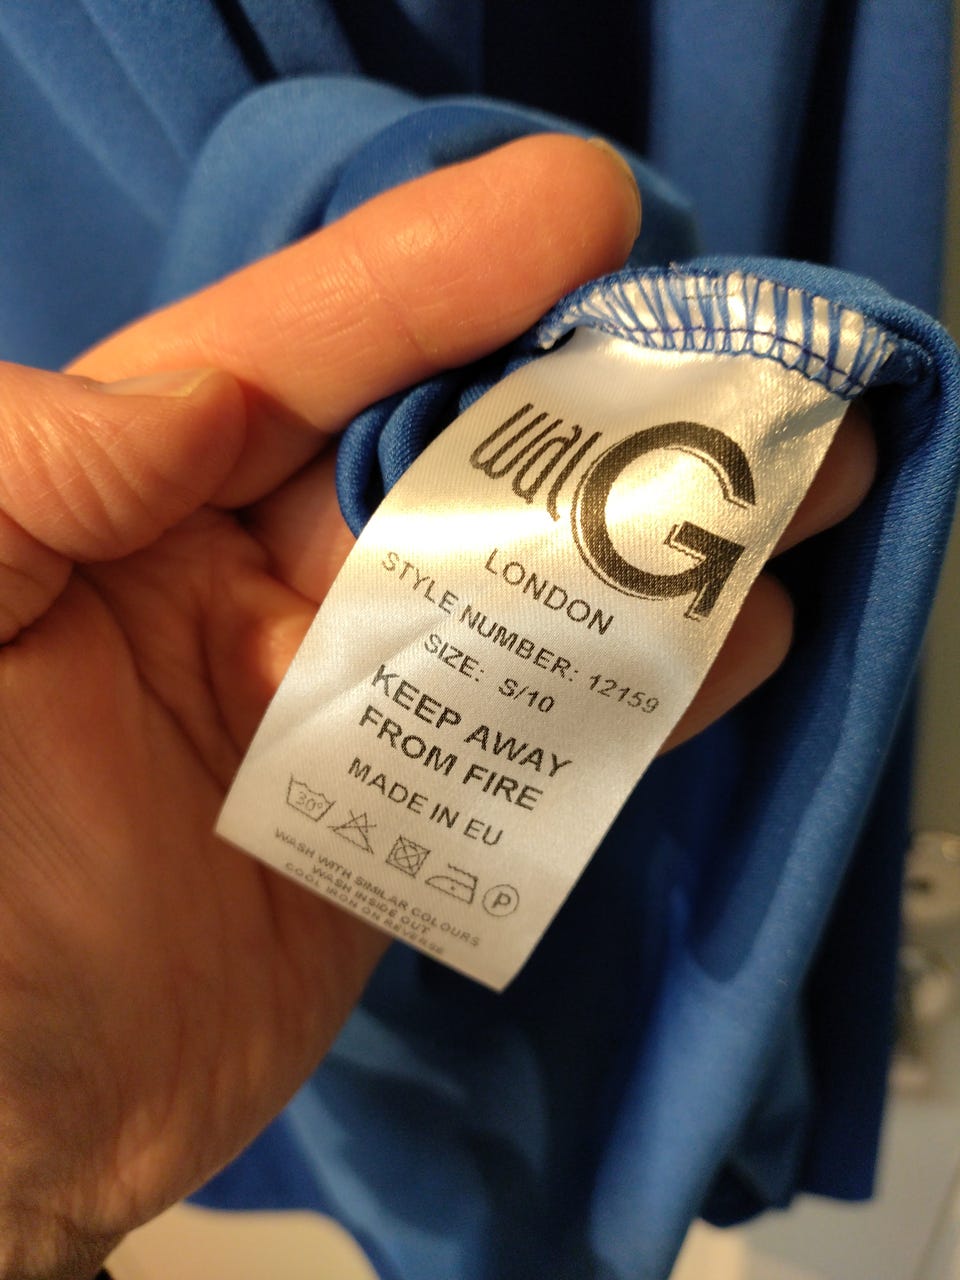 wal G
LONDON
STYLE NUMBER: 12159
SIZE: S/10
KEEP AWAY
FROM FIRE
MADE IN EU
30°
P
WASH WITH SIMILAR COLOURS
WASH INSIDE OUT
COOL IRON ON REVERSE